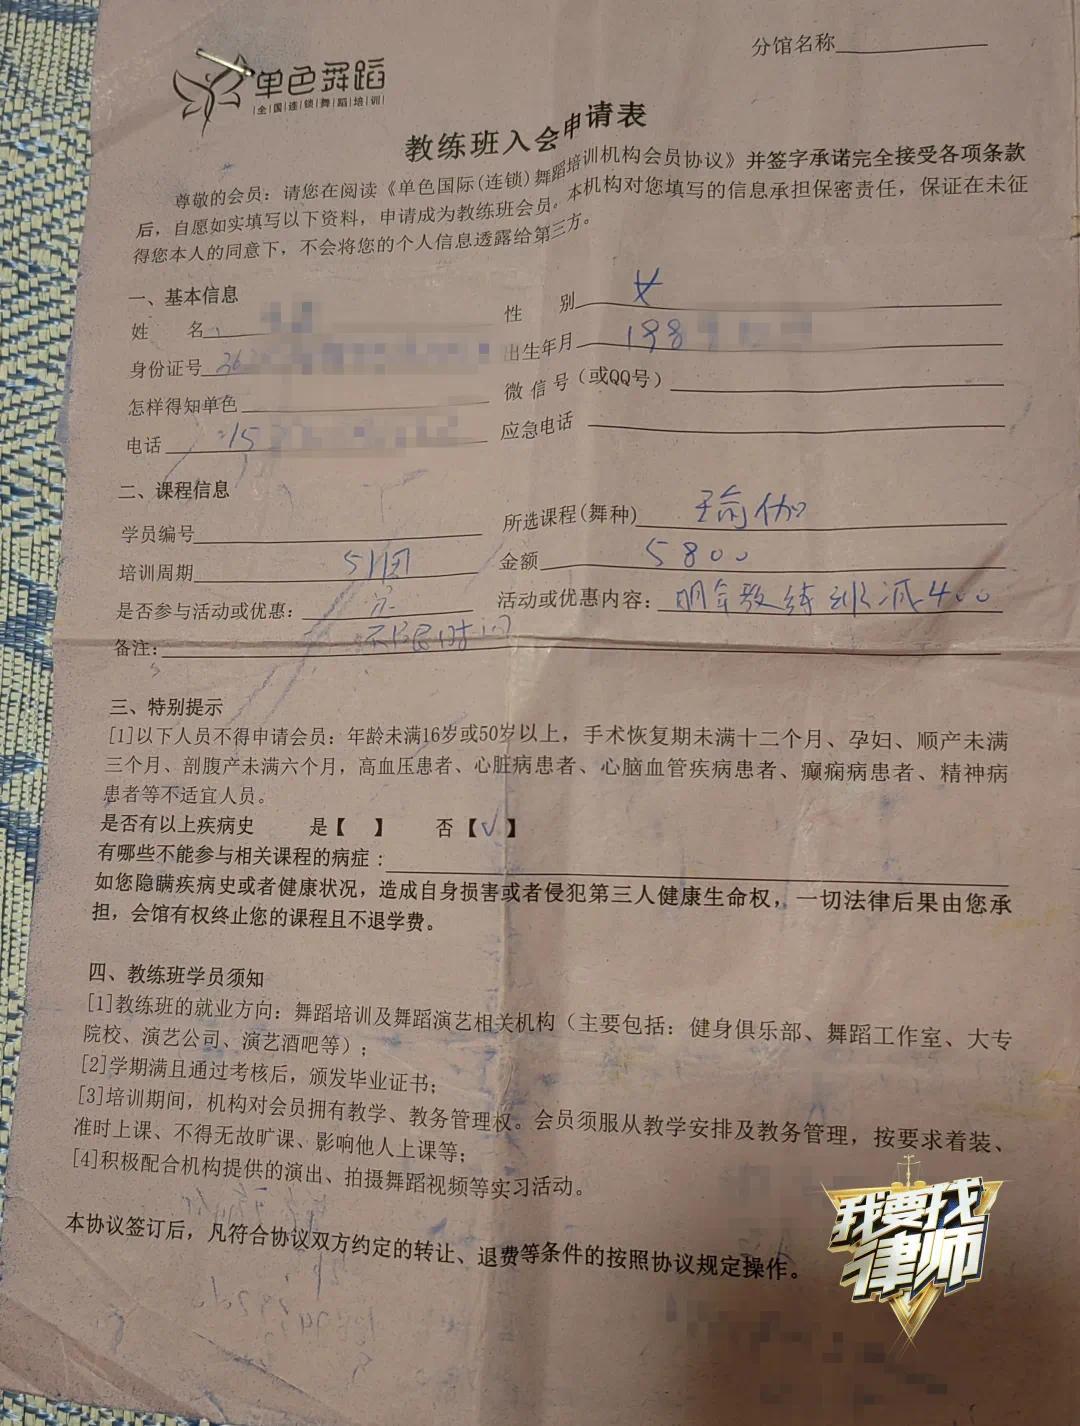 分馆名称
单色舞蹈
全|国|连|锁|舞|蹈|培|训|
教练班入会申请表
尊敬的会员：请您在阅读《单色国际(连锁)舞蹈培训机构会员协议》并签字承诺完全接受各项条款
后，自愿如实填写以下资料，申请成为教练班会员。本机构对您填写的信息承担保密责任，保证在未征
得您本人的同意下，不会将您的个人信息透露给第三方。
一、基本信息
姓 名
性 别 女
身份证号 36
出生年月 198
怎样得知单色
微 信 号（或QQ号）
电话 15
应急电话
二、课程信息
学员编号
所选课程(舞种) 瑜伽
培训周期
金额 5800
是否参与活动或优惠：
活动或优惠内容： 明年教练班减400
备注： 不限时间
三、特别提示
[1]以下人员不得申请会员：年龄未满16岁或50岁以上，手术恢复期未满十二个月、孕妇、顺产未满
三个月、剖腹产未满六个月，高血压患者、心脏病患者、心脑血管疾病患者、癫痫病患者、精神病
患者等不适宜人员。
是否有以上疾病史 是【 】 否【√】
有哪些不能参与相关课程的病症：
如您隐瞒疾病史或者健康状况，造成自身损害或者侵犯第三人健康生命权，一切法律后果由您承
担，会馆有权终止您的课程且不退学费。
四、教练班学员须知
[1]教练班的就业方向：舞蹈培训及舞蹈演艺相关机构（主要包括：健身俱乐部、舞蹈工作室、大专
院校、演艺公司、演艺酒吧等）；
[2]学期满且通过考核后，颁发毕业证书；
[3]培训期间，机构对会员拥有教学、教务管理权。会员须服从教学安排及教务管理，按要求着装、
准时上课、不得无故旷课、影响他人上课等；
[4]积极配合机构提供的演出、拍摄舞蹈视频等实习活动。
本协议签订后，凡符合协议双方约定的转让、退费等条件的按照协议规定操作。
我要找
律师